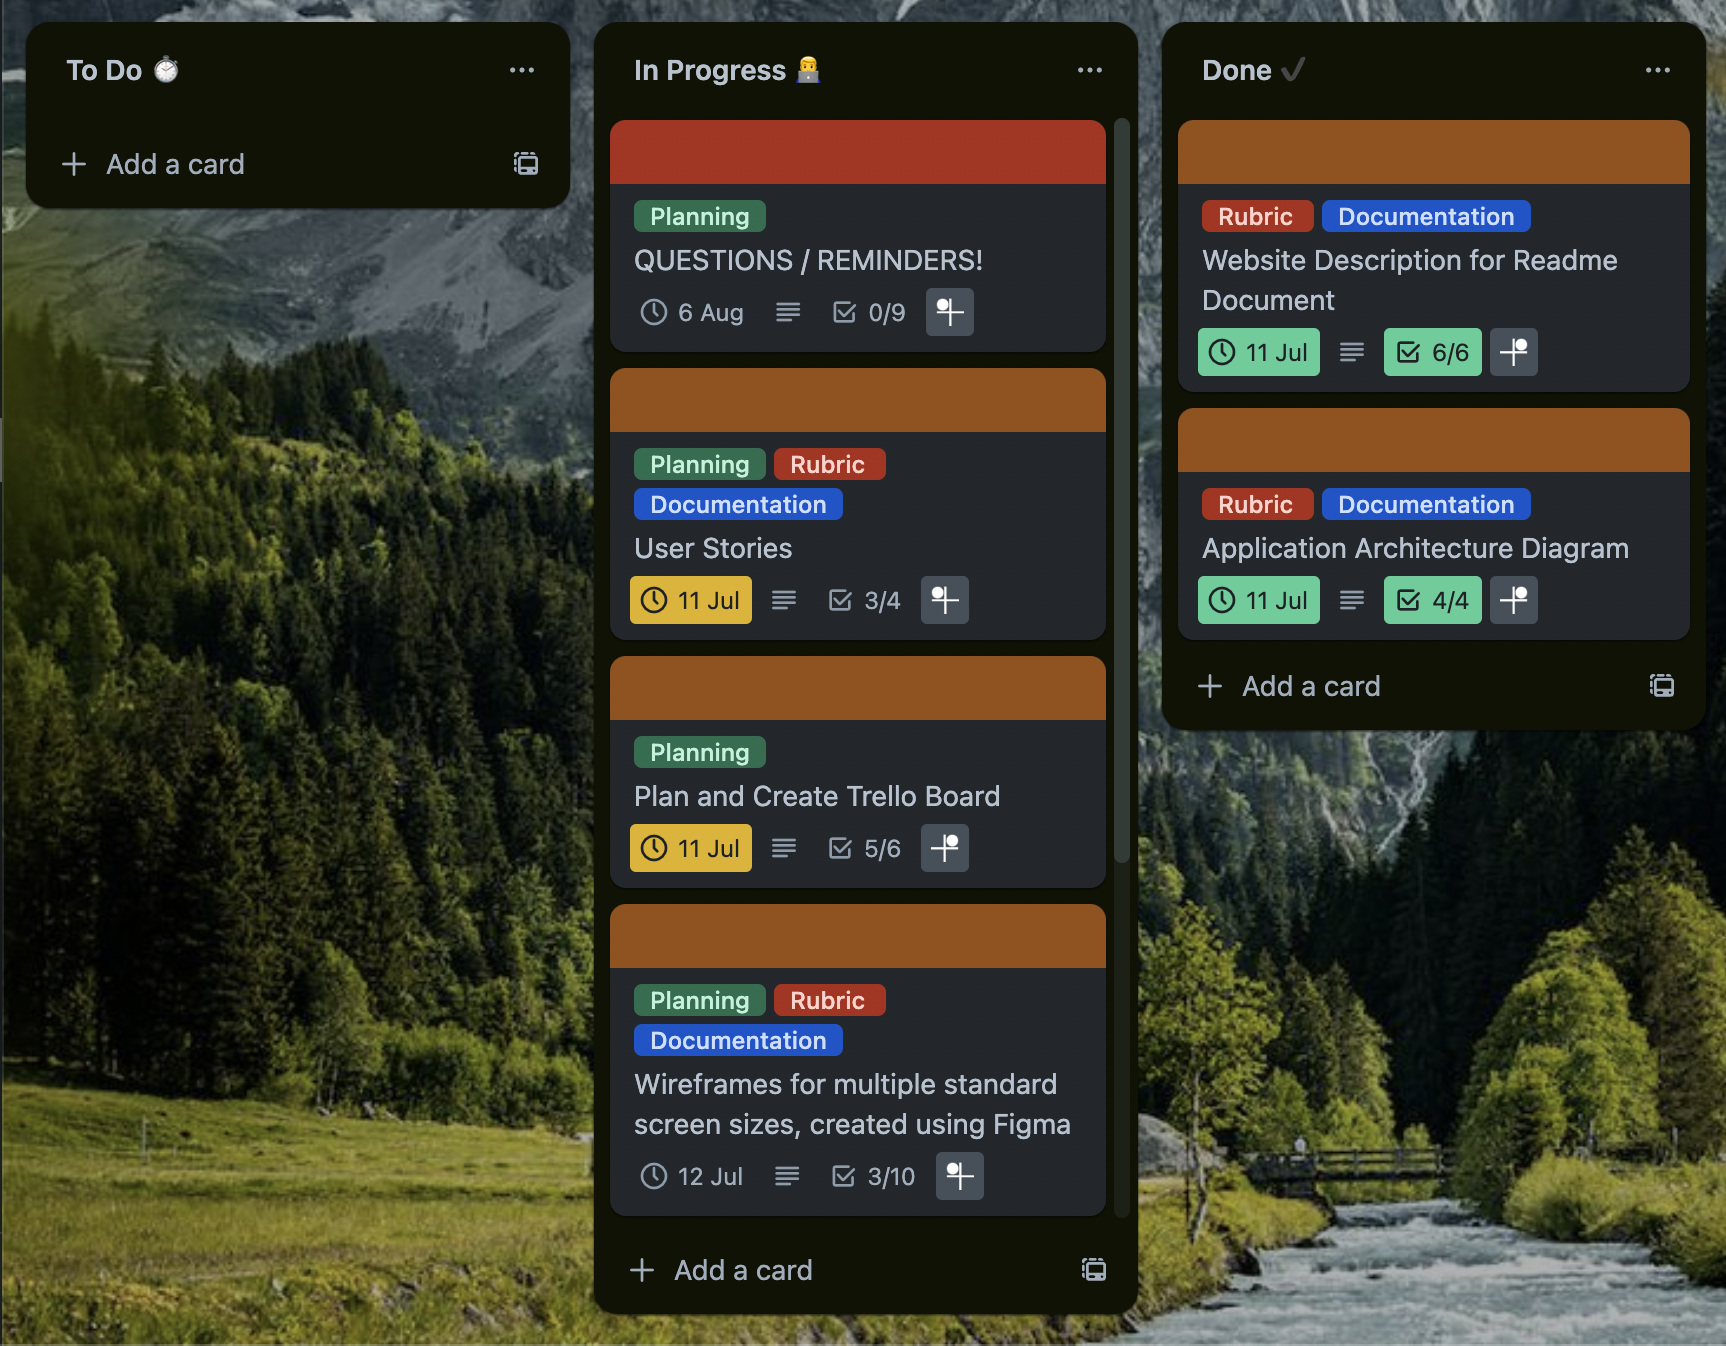 To Do ⏱️
Add a card
In Progress 👨‍💻
Planning
QUESTIONS / REMINDERS!
6 Aug 0/9
Planning Rubric
Documentation
User Stories
11 Jul 3/4
Planning
Plan and Create Trello Board
11 Jul 5/6
Planning Rubric
Documentation
Wireframes for multiple standard
screen sizes, created using Figma
12 Jul 3/10
Add a card
Done ✔️
Rubric Documentation
Website Description for Readme
Document
11 Jul 6/6
Rubric Documentation
Application Architecture Diagram
11 Jul 4/4
Add a card